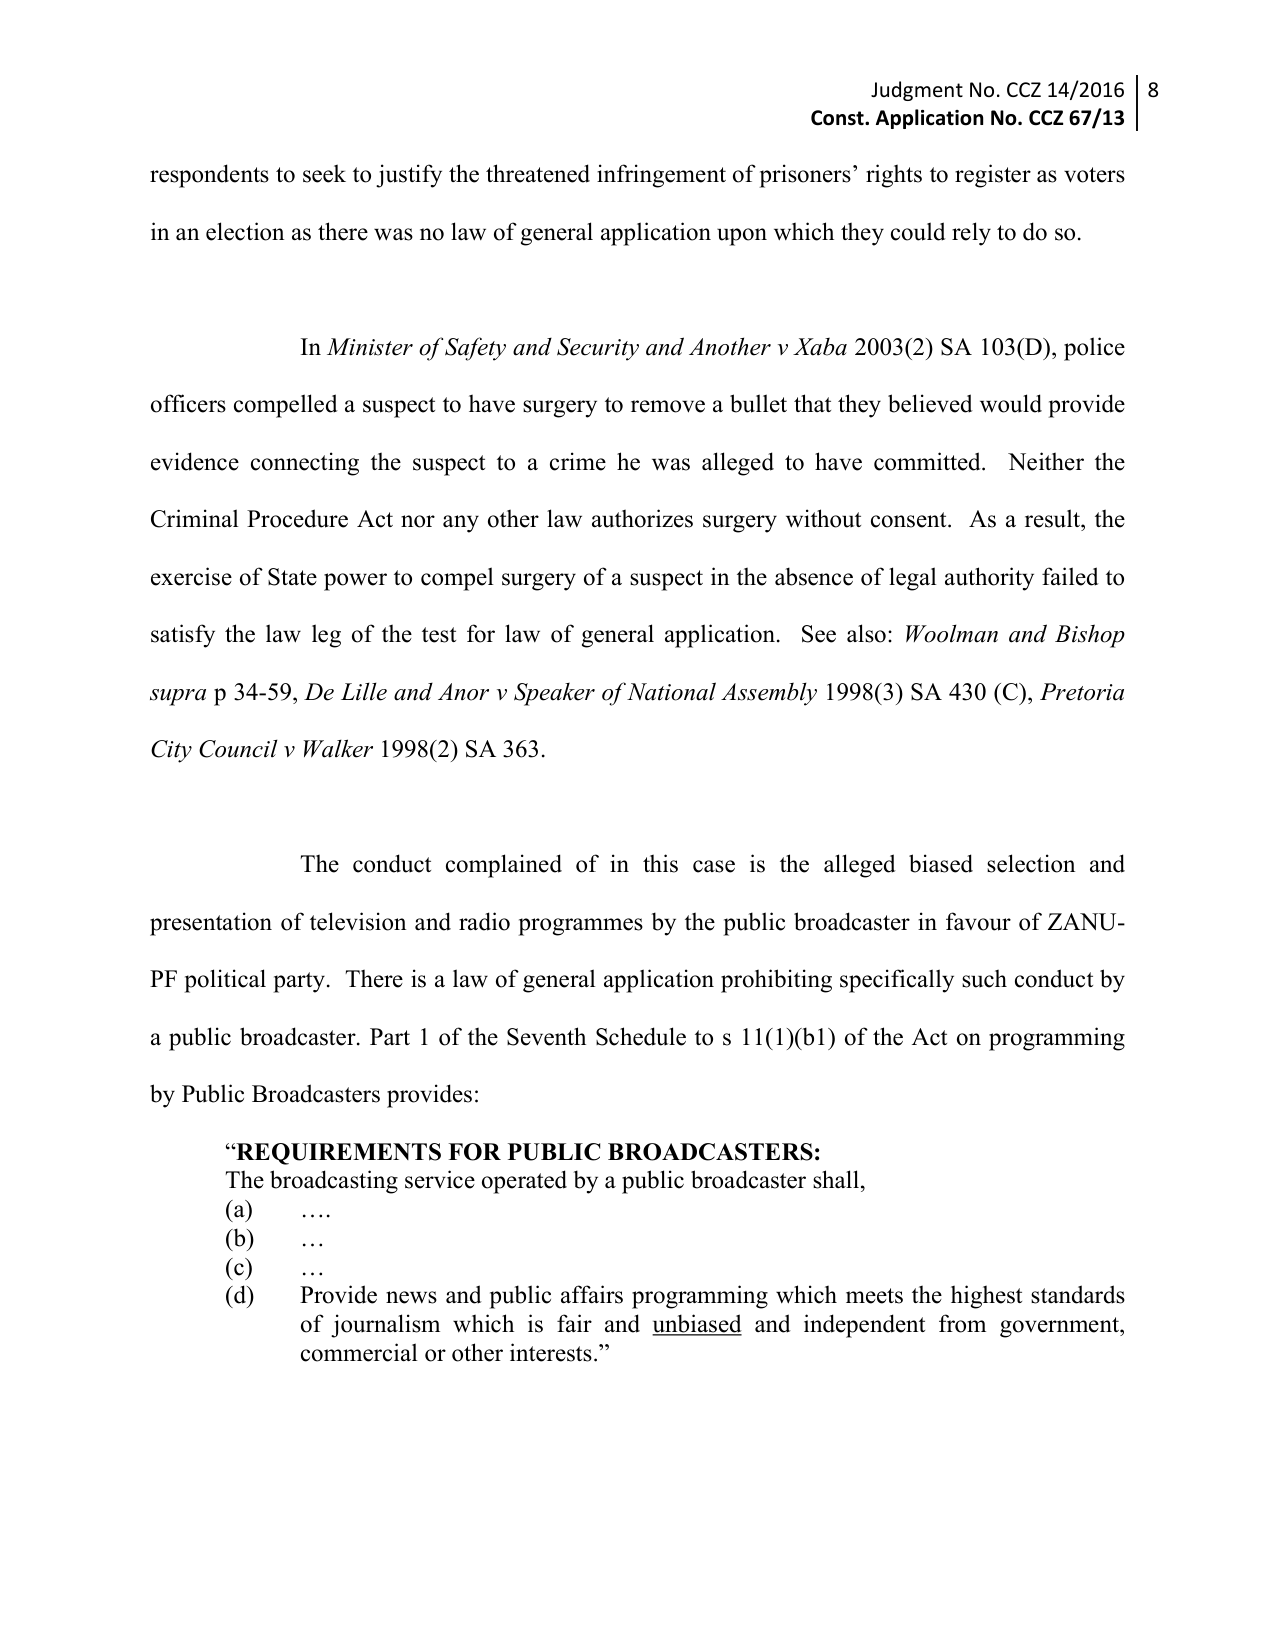 Judgment No. CCZ 14/2016 8
Const. Application No. CCZ 67/13
respondents to seek to justify the threatened infringement of prisoners’ rights to register as voters
in an election as there was no law of general application upon which they could rely to do so.
In Minister of Safety and Security and Another v Xaba 2003(2) SA 103(D), police
officers compelled a suspect to have surgery to remove a bullet that they believed would provide
evidence connecting the suspect to a crime he was alleged to have committed. Neither the
Criminal Procedure Act nor any other law authorizes surgery without consent. As a result, the
exercise of State power to compel surgery of a suspect in the absence of legal authority failed to
satisfy the law leg of the test for law of general application. See also: Woolman and Bishop
supra p 34-59, De Lille and Anor v Speaker of National Assembly 1998(3) SA 430 (C), Pretoria
City Council v Walker 1998(2) SA 363.
The conduct complained of in this case is the alleged biased selection and
presentation of television and radio programmes by the public broadcaster in favour of ZANU-
PF political party. There is a law of general application prohibiting specifically such conduct by
a public broadcaster. Part 1 of the Seventh Schedule to s 11(1)(b1) of the Act on programming
by Public Broadcasters provides:
“REQUIREMENTS FOR PUBLIC BROADCASTERS:
The broadcasting service operated by a public broadcaster shall,
(a) ….
(b) …
(c) …
(d) Provide news and public affairs programming which meets the highest standards
of journalism which is fair and unbiased and independent from government,
commercial or other interests.”